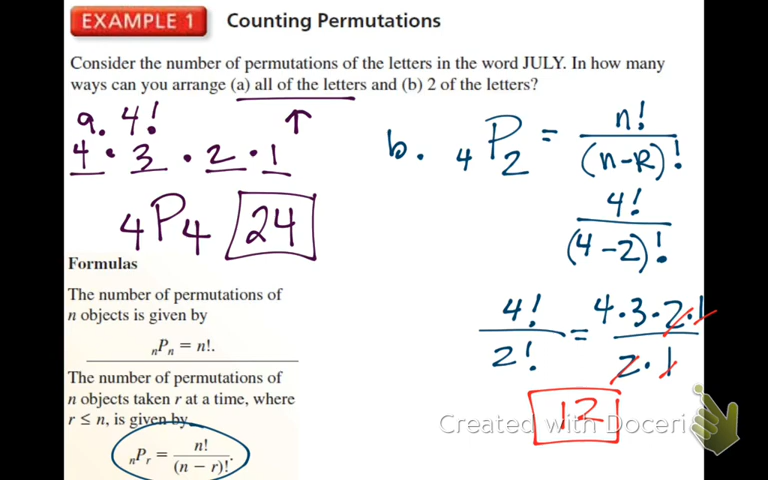 EXAMPLE 1 Counting Permutations
Consider the number of permutations of the letters in the word JULY. In how many
ways can you arrange (a) all of the letters and (b) 2 of the letters?
a. 4!
4 · 3 · 2 · 1
4P4 24
Formulas
The number of permutations of
n objects is given by
nPn = n!.
The number of permutations of
n objects taken r at a time, where
r ≤ n, is given by
nPr = n!/(n − r)!.
b. 4P2 = n!/(n-R)!
4!/(4-2)!
4!/2! = 4·3·2·1/2·1
12
Created with Doceri